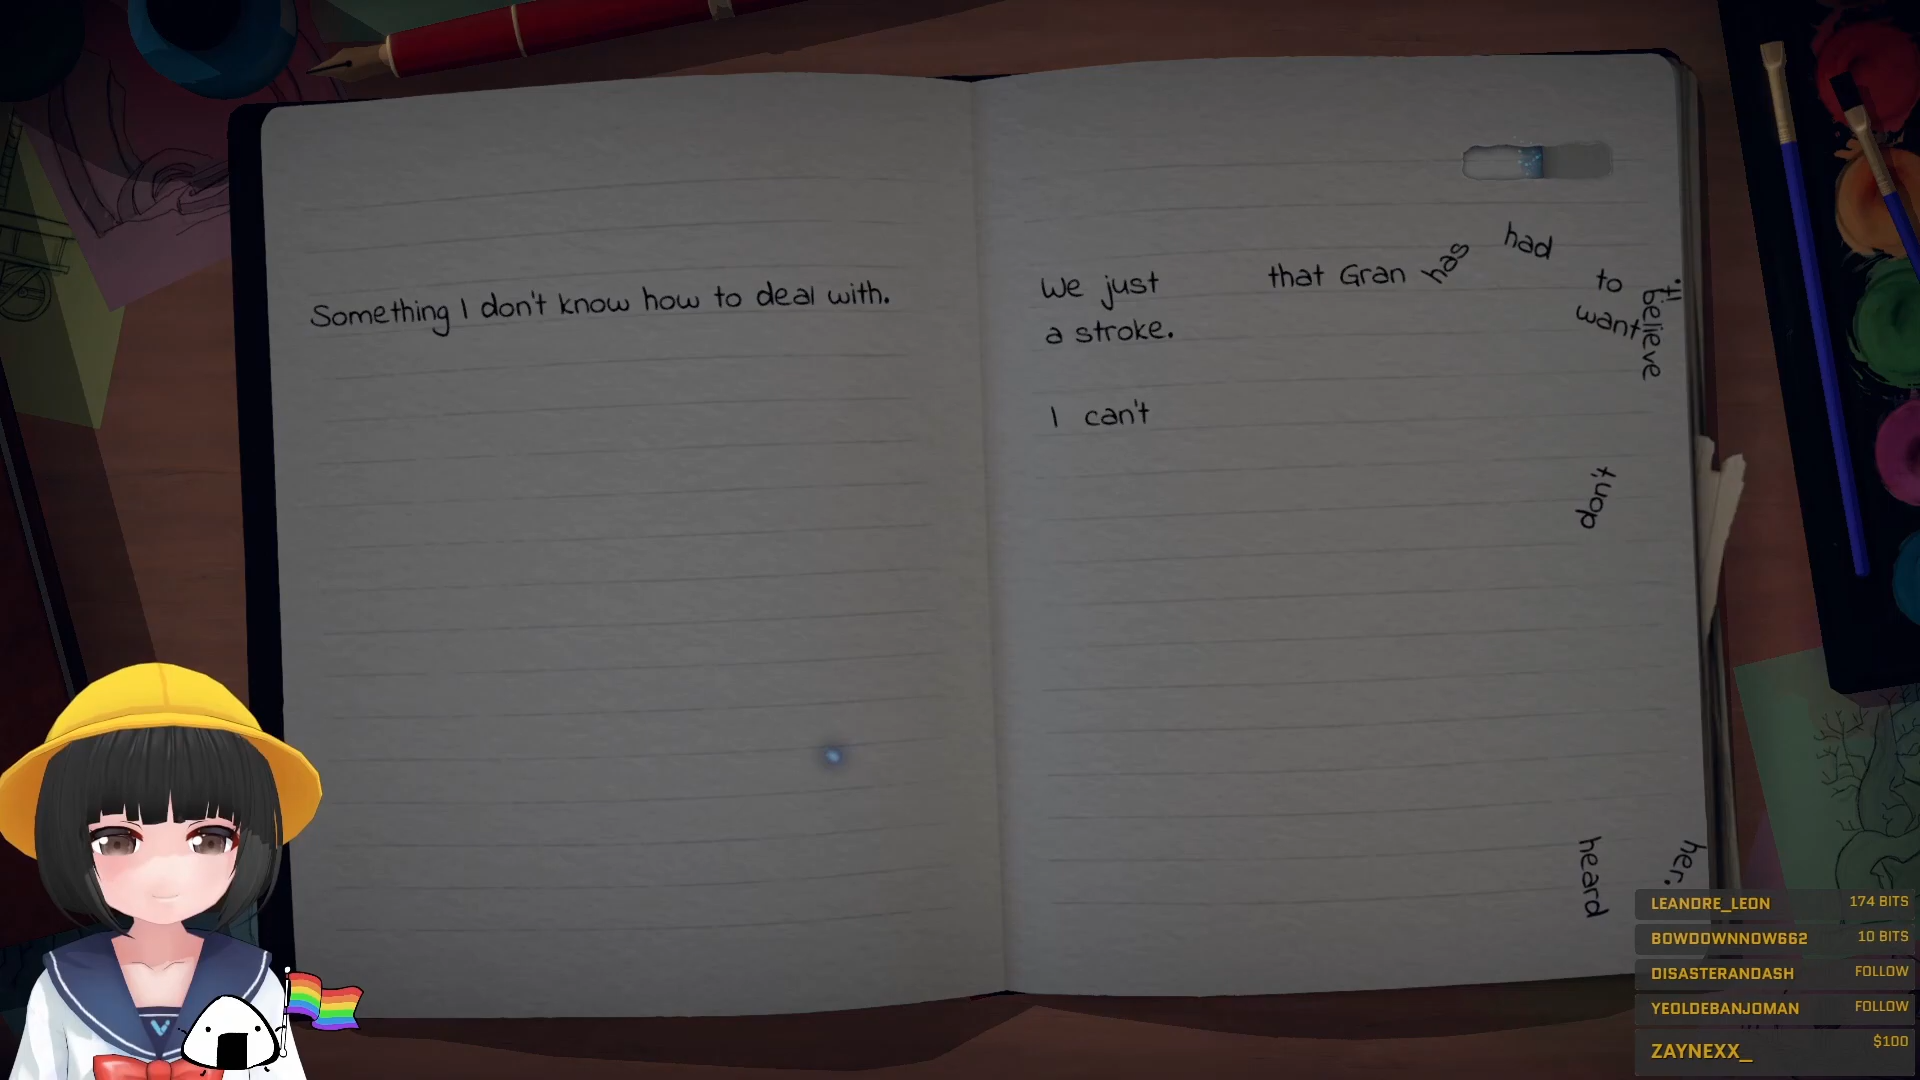 Something I don't know how to deal with.
We just that Gran has had
a stroke.
to
it!
believe
want
I can't
don't
heard
her.
LEANDRE_LEON 174 BITS
BOWDOWNNOW662 10 BITS
DISASTERANDASH FOLLOW
YEOLDEBANJOMAN FOLLOW
ZAYNEXX_ $100